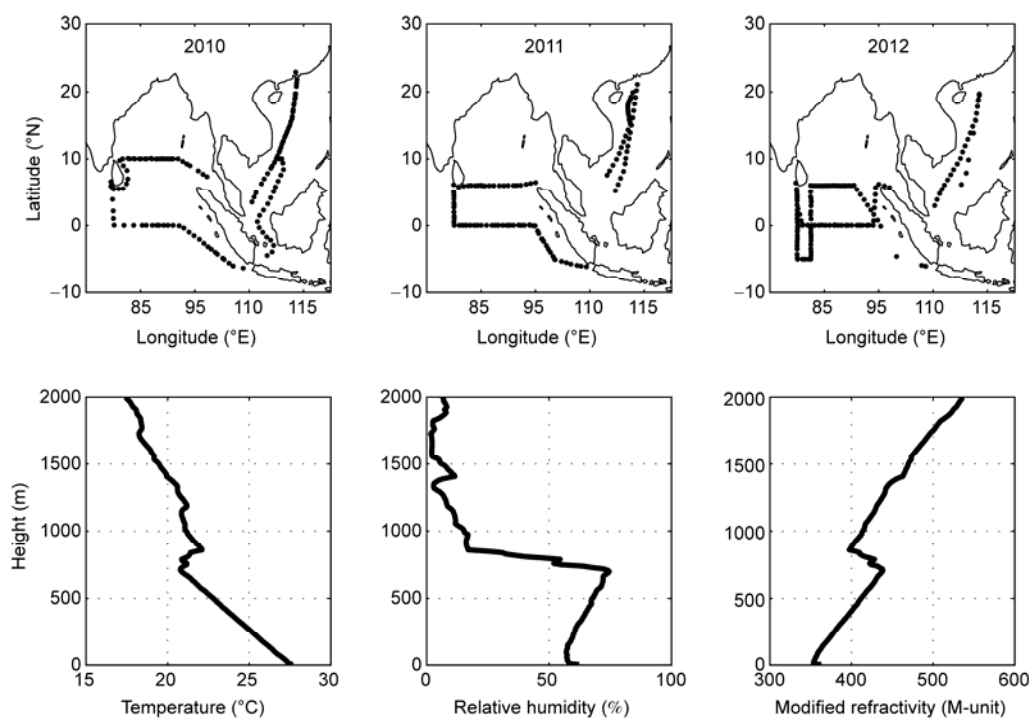 2010
2011
2012
Latitude (°N)
30
20
10
0
−10
30
20
10
0
−10
30
20
10
0
−10
85 95 110 115
85 95 110 115
85 95 110 115
Longitude (°E)
Longitude (°E)
Longitude (°E)
Height (m)
2000
1500
1000
500
0
2000
1500
1000
500
0
2000
1500
1000
500
0
15 20 25 30
0 50 100
300 400 500 600
Temperature (°C)
Relative humidity (%)
Modified refractivity (M-unit)